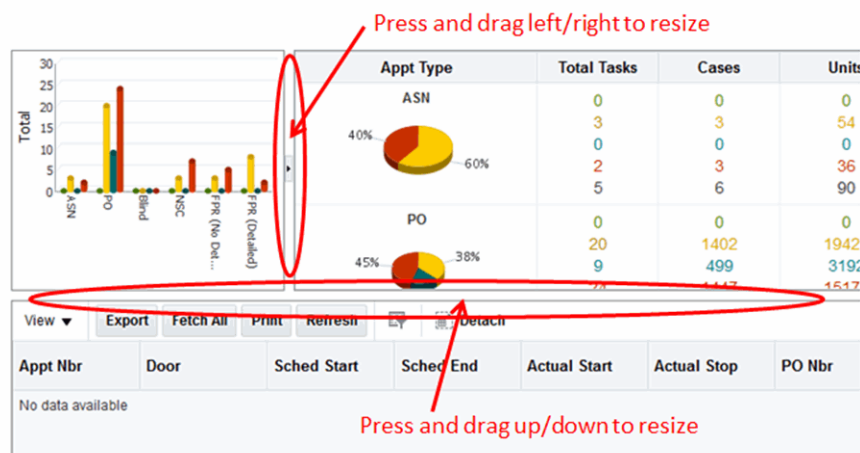 Press and drag left/right to resize
30
25
20
15
10
5
0
Total
ASN
PO
Blind
NSC
FPR (No Det...
FPR (Detailed)
Appt Type Total Tasks Cases Units
ASN
40%
60%
0 0 0
3 3 54
0 0 0
2 3 36
5 6 90
PO
45%
38%
0 0 0
20 1402 1942
9 499 3192
24 1447 1517
View Export Fetch All Print Refresh Detach
Appt Nbr Door Sched Start Sched End Actual Start Actual Stop PO Nbr
No data available
Press and drag up/down to resize